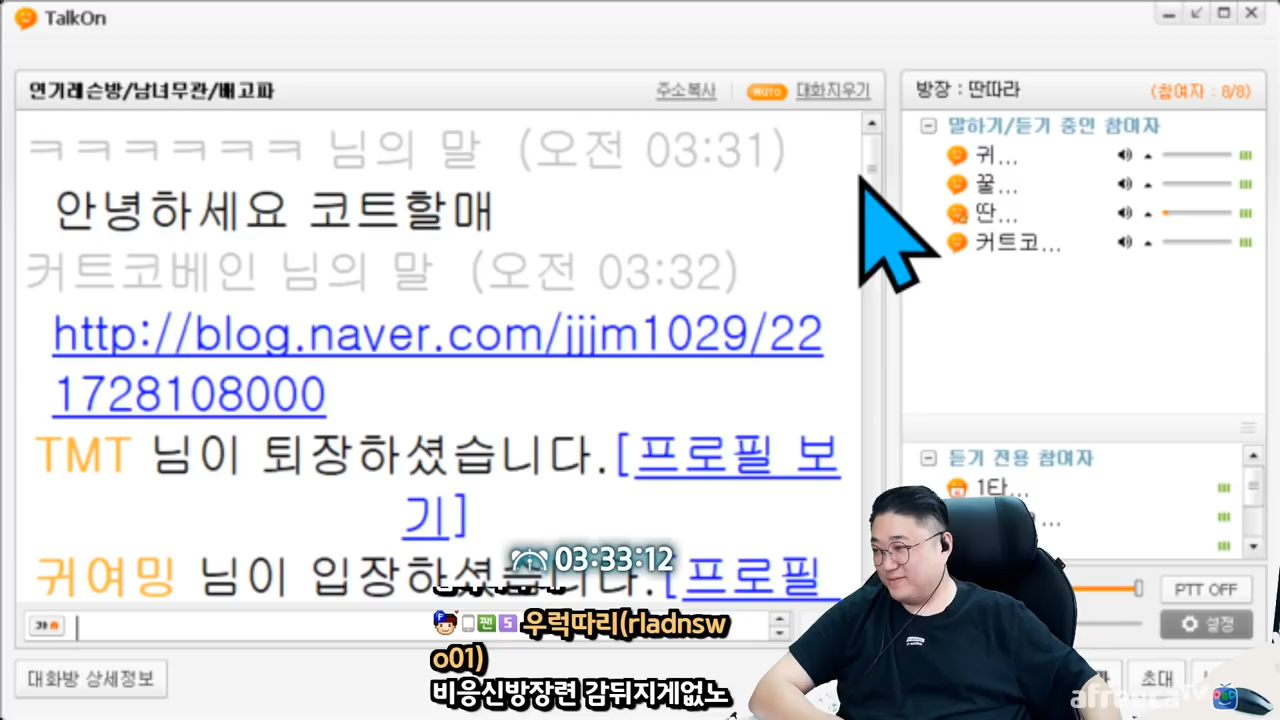 TalkOn
연기레슨방/남녀무관/배고파
주소복사
AUTO
대화지우기
ㅋㅋㅋㅋㅋㅋ 님의 말 (오전 03:31)
안녕하세요 코트할매
커트코베인 님의 말 (오전 03:32)
http://blog.naver.com/jjjm1029/22
1728108000
TMT 님이 퇴장하셨습니다.[프로필 보
기]
귀여밍 님이 입장하셨습니다.[프로필
방장 : 딴따라
(참여자 : 8/8)
말하기/듣기 중인 참여자
귀...
꿀...
딴...
커트코...
듣기 전용 참여자
1타...
PTT OFF
설정
초대
대화방 상세정보
가
03:33:12
팬 5 우럭따리(rladnsw
o01)
비응신방장련 감뒤지게없노
afreecaTV